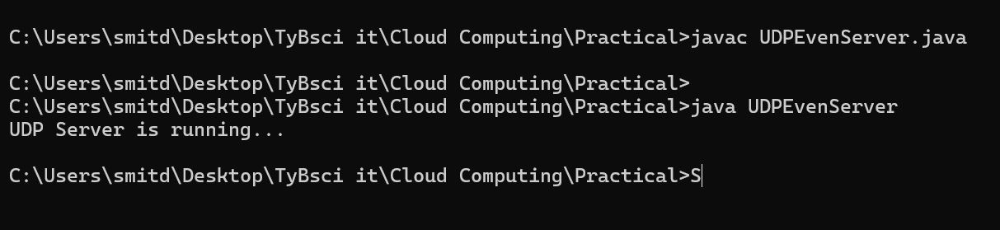 C:\Users\smitd\Desktop\TyBsci it\Cloud Computing\Practical>javac UDPEvenServer.java
C:\Users\smitd\Desktop\TyBsci it\Cloud Computing\Practical>
C:\Users\smitd\Desktop\TyBsci it\Cloud Computing\Practical>java UDPEvenServer
UDP Server is running...
C:\Users\smitd\Desktop\TyBsci it\Cloud Computing\Practical>S